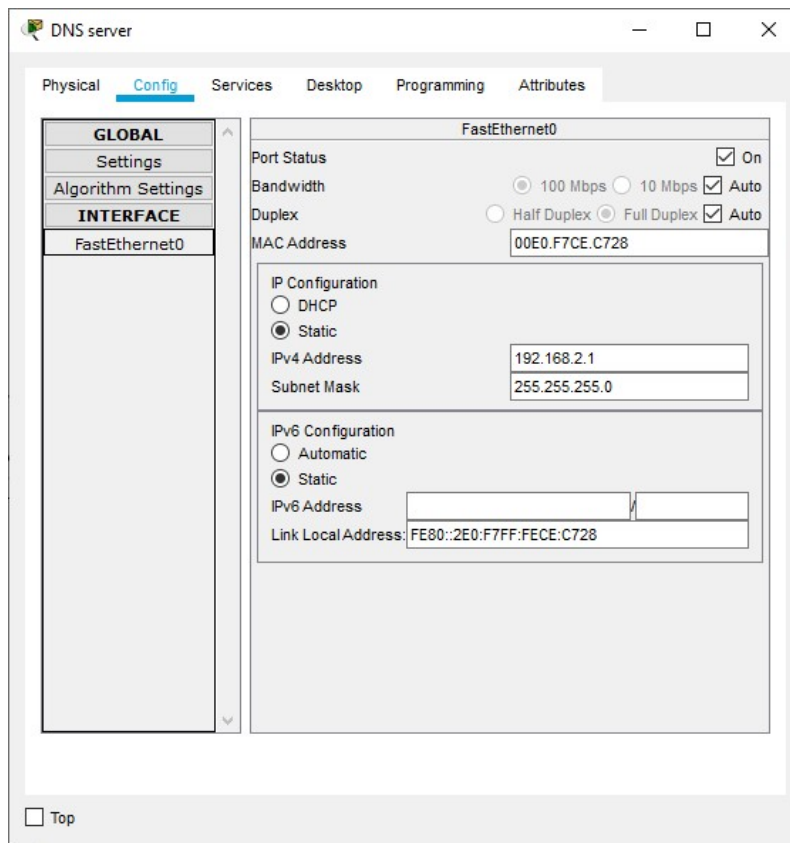 DNS server
Physical Config Services Desktop Programming Attributes
GLOBAL
Settings
Algorithm Settings
INTERFACE
FastEthernet0
FastEthernet0
Port Status On
Bandwidth 100 Mbps 10 Mbps Auto
Duplex Half Duplex Full Duplex Auto
MAC Address 00E0.F7CE.C728
IP Configuration
DHCP
Static
IPv4 Address 192.168.2.1
Subnet Mask 255.255.255.0
IPv6 Configuration
Automatic
Static
IPv6 Address /
Link Local Address: FE80::2E0:F7FF:FECE:C728
Top